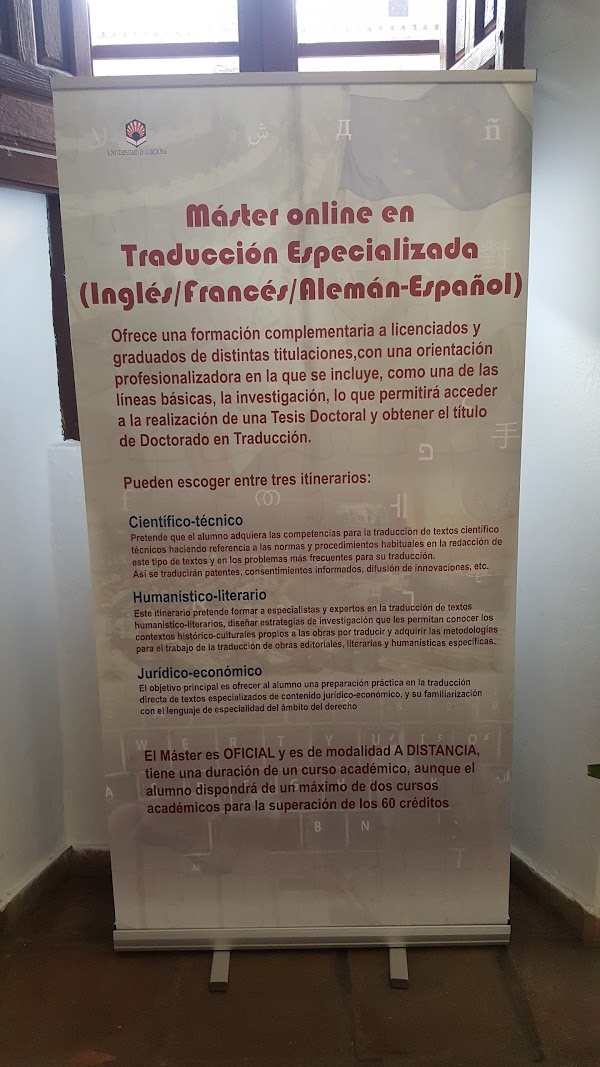 UNIVERSIDAD D CORDOBA
ش
Д
ñ
Máster online en
Traducción Especializada
(Inglés/Francés/Alemán-Español)
Ofrece una formación complementaria a licenciados y
graduados de distintas titulaciones,con una orientación
profesionalizadora en la que se incluye, como una de las
líneas básicas, la investigación, lo que permitirá acceder
a la realización de una Tesis Doctoral y obtener el título
de Doctorado en Traducción.
手
Pueden escoger entre tres itinerarios:
Científico-técnico
Pretende que el alumno adquiera las competencias para la traducción de textos científico
técnicos haciendo referencia a las normas y procedimientos habituales en la redacción de
este tipo de textos y en los problemas más frecuentes para su traducción.
Así se traducirán patentes, consentimientos informados, difusión de innovaciones, etc.
Humanístico-literario
Este itinerario pretende formar a especialistas y expertos en la traducción de textos
humanístico-literarios, diseñar estrategias de investigación que les permitan conocer los
contextos histórico-culturales propios a las obras por traducir y adquirir las metodologías
para el trabajo de la traducción de obras editoriales, literarias y humanísticas específicas.
Jurídico-económico
El objetivo principal es ofrecer al alumno una preparación práctica en la traducción
directa de textos especializados de contenido jurídico-económico, y su familiarización
con el lenguaje de especialidad del ámbito del derecho
W E R T Y U I O
El Máster es OFICIAL y es de modalidad A DISTANCIA,
tiene una duración de un curso académico, aunque el
alumno dispondrá de un máximo de dos cursos
académicos para la superación de los 60 créditos
B N